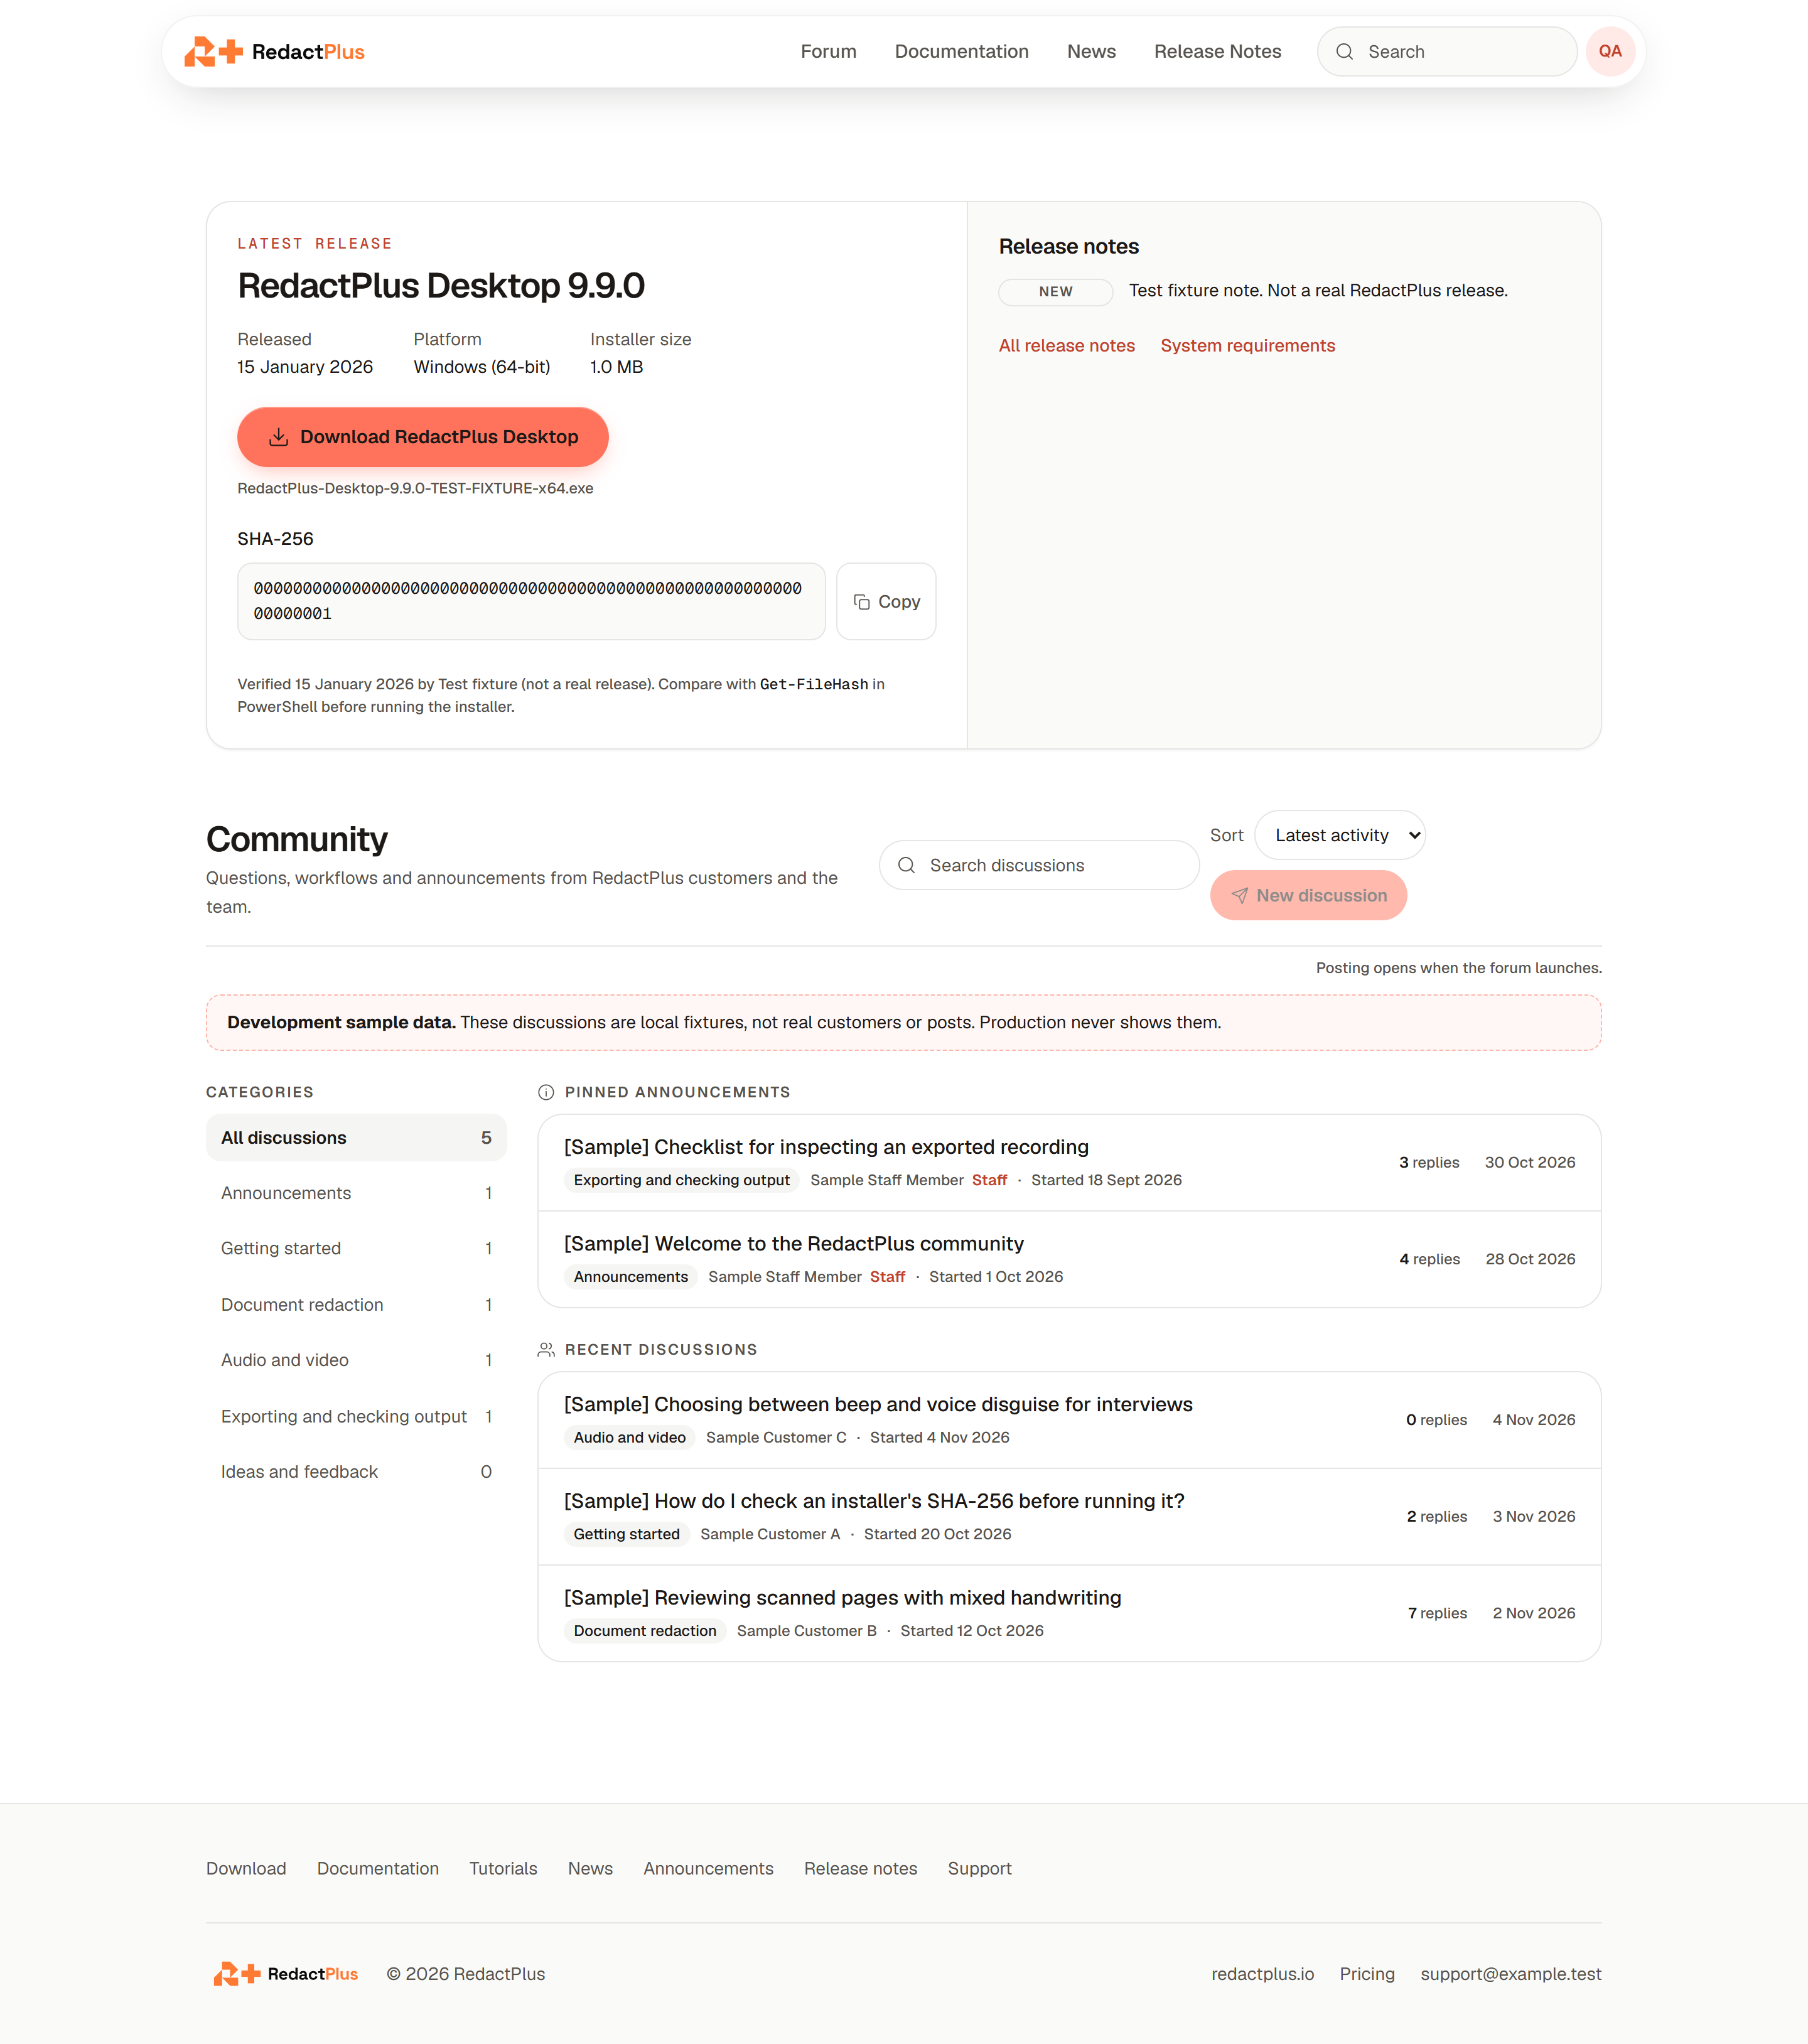 RedactPlus
Forum
Documentation
News
Release Notes
Search
QA
LATEST RELEASE
RedactPlus Desktop 9.9.0
Released
15 January 2026
Platform
Windows (64-bit)
Installer size
1.0 MB
Download RedactPlus Desktop
RedactPlus-Desktop-9.9.0-TEST-FIXTURE-x64.exe
SHA-256
00000000000000000000000000000000000000000000000000000000
00000001
Copy
Verified 15 January 2026 by Test fixture (not a real release). Compare with Get-FileHash in
PowerShell before running the installer.
Release notes
NEW
Test fixture note. Not a real RedactPlus release.
All release notes
System requirements
Community
Questions, workflows and announcements from RedactPlus customers and the
team.
Search discussions
Sort
Latest activity
New discussion
Posting opens when the forum launches.
Development sample data. These discussions are local fixtures, not real customers or posts. Production never shows them.
CATEGORIES
All discussions 5
Announcements 1
Getting started 1
Document redaction 1
Audio and video 1
Exporting and checking output 1
Ideas and feedback 0
PINNED ANNOUNCEMENTS
[Sample] Checklist for inspecting an exported recording
Exporting and checking output Sample Staff Member Staff · Started 18 Sept 2026
3 replies 30 Oct 2026
[Sample] Welcome to the RedactPlus community
Announcements Sample Staff Member Staff · Started 1 Oct 2026
4 replies 28 Oct 2026
RECENT DISCUSSIONS
[Sample] Choosing between beep and voice disguise for interviews
Audio and video Sample Customer C · Started 4 Nov 2026
0 replies 4 Nov 2026
[Sample] How do I check an installer's SHA-256 before running it?
Getting started Sample Customer A · Started 20 Oct 2026
2 replies 3 Nov 2026
[Sample] Reviewing scanned pages with mixed handwriting
Document redaction Sample Customer B · Started 12 Oct 2026
7 replies 2 Nov 2026
Download
Documentation
Tutorials
News
Announcements
Release notes
Support
RedactPlus
© 2026 RedactPlus
redactplus.io
Pricing
support@example.test